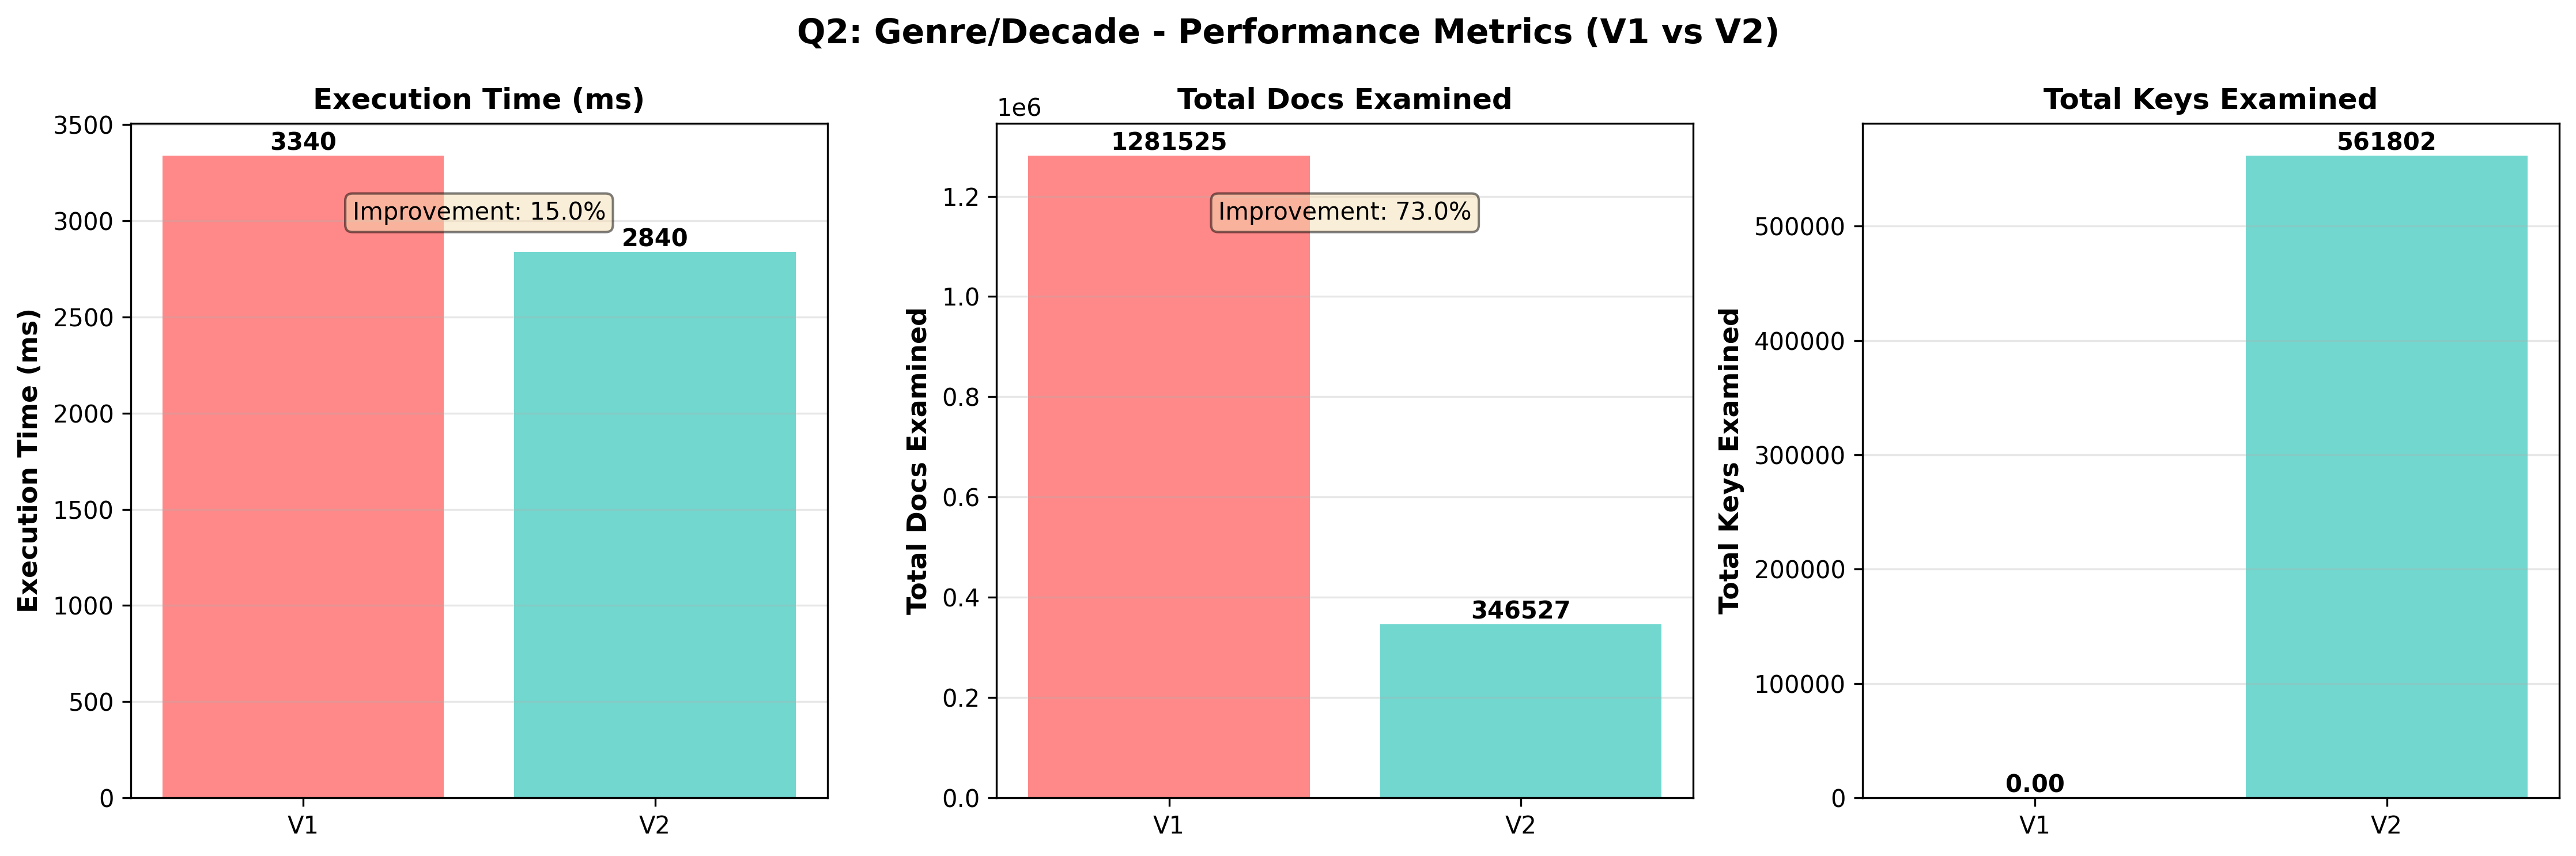 Q2: Genre/Decade - Performance Metrics (V1 vs V2)
Execution Time (ms)
Execution Time (ms)
3500
3000
2500
2000
1500
1000
500
0
3340
Improvement: 15.0%
2840
V1
V2
Total Docs Examined
1e6
Total Docs Examined
1.2
1.0
0.8
0.6
0.4
0.2
0.0
1281525
Improvement: 73.0%
346527
V1
V2
Total Keys Examined
Total Keys Examined
500000
400000
300000
200000
100000
0
561802
0.00
V1
V2